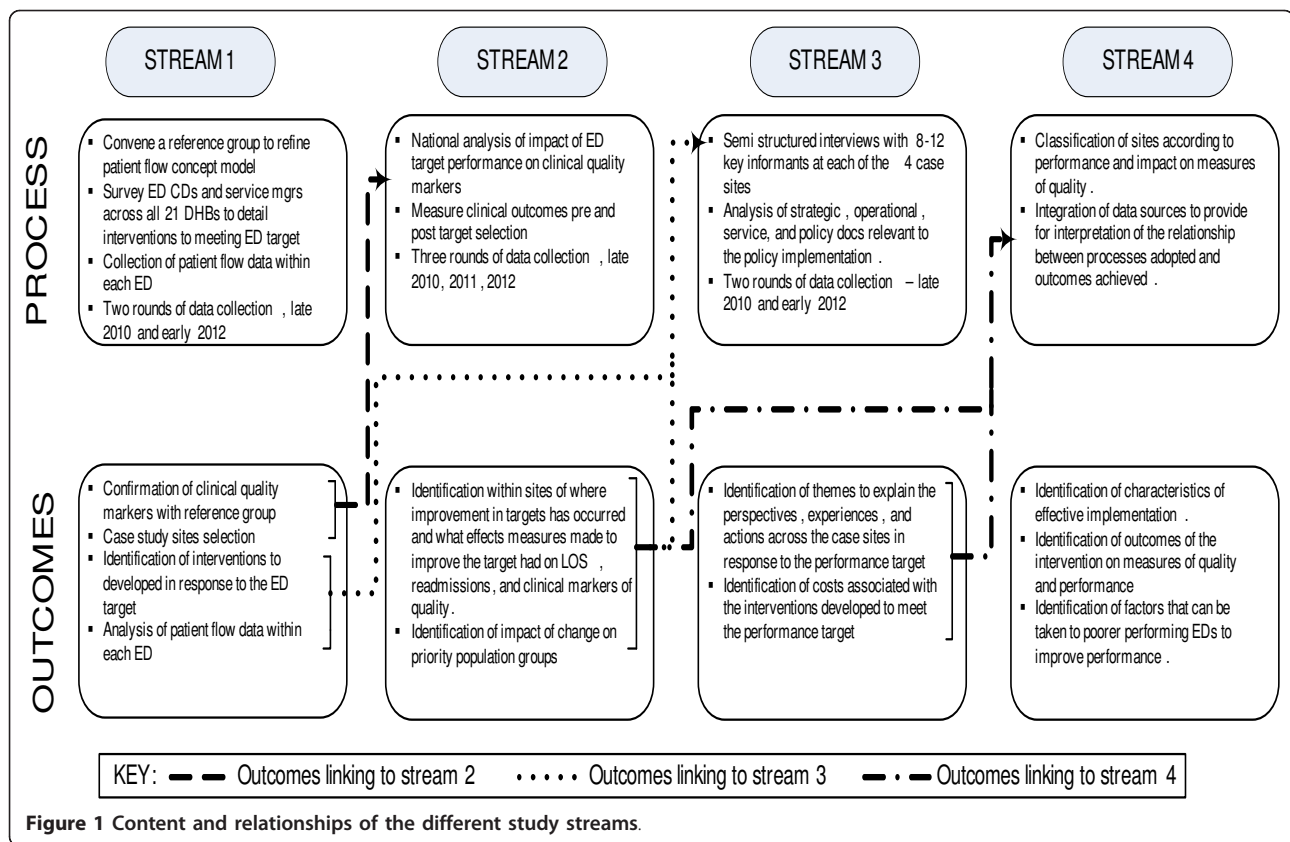 STREAM 1
STREAM 2
STREAM 3
STREAM 4
PROCESS
▪ Convene a reference group to refine
patient flow concept model
▪ Survey ED CDs and service mgrs
across all 21 DHBs to detail
interventions to meeting ED target
▪ Collection of patient flow data within
each ED
▪ Two rounds of data collection , late
2010 and early 2012
▪ National analysis of impact of ED
target performance on clinical quality
markers
▪ Measure clinical outcomes pre and
post target selection
▪ Three rounds of data collection , late
2010, 2011 , 2012
▪ Semi structured interviews with 8-12
key informants at each of the 4 case
sites
▪ Analysis of strategic , operational ,
service, and policy docs relevant to
the policy implementation .
▪ Two rounds of data collection – late
2010 and early 2012
▪ Classification of sites according to
performance and impact on measures
of quality .
▪ Integration of data sources to provide
for interpretation of the relationship
between processes adopted and
outcomes achieved .
OUTCOMES
▪ Confirmation of clinical quality
markers with reference group
▪ Case study sites selection
▪ Identification of interventions to
developed in response to the ED
target
▪ Analysis of patient flow data within
each ED
▪ Identification within sites of where
improvement in targets has occurred
and what effects measures made to
improve the target had on LOS ,
readmissions, and clinical markers of
quality .
▪ Identification of impact of change on
priority population groups
▪ Identification of themes to explain the
perspectives , experiences , and
actions across the case sites in
response to the performance target
▪ Identification of costs associated with
the interventions developed to meet
the performance target
▪ Identification of characteristics of
effective implementation .
▪ Identification of outcomes of the
intervention on measures of quality
and performance
▪ Identification of factors that can be
taken to poorer performing EDs to
improve performance .
KEY: Outcomes linking to stream 2 Outcomes linking to stream 3 Outcomes linking to stream 4
Figure 1 Content and relationships of the different study streams.